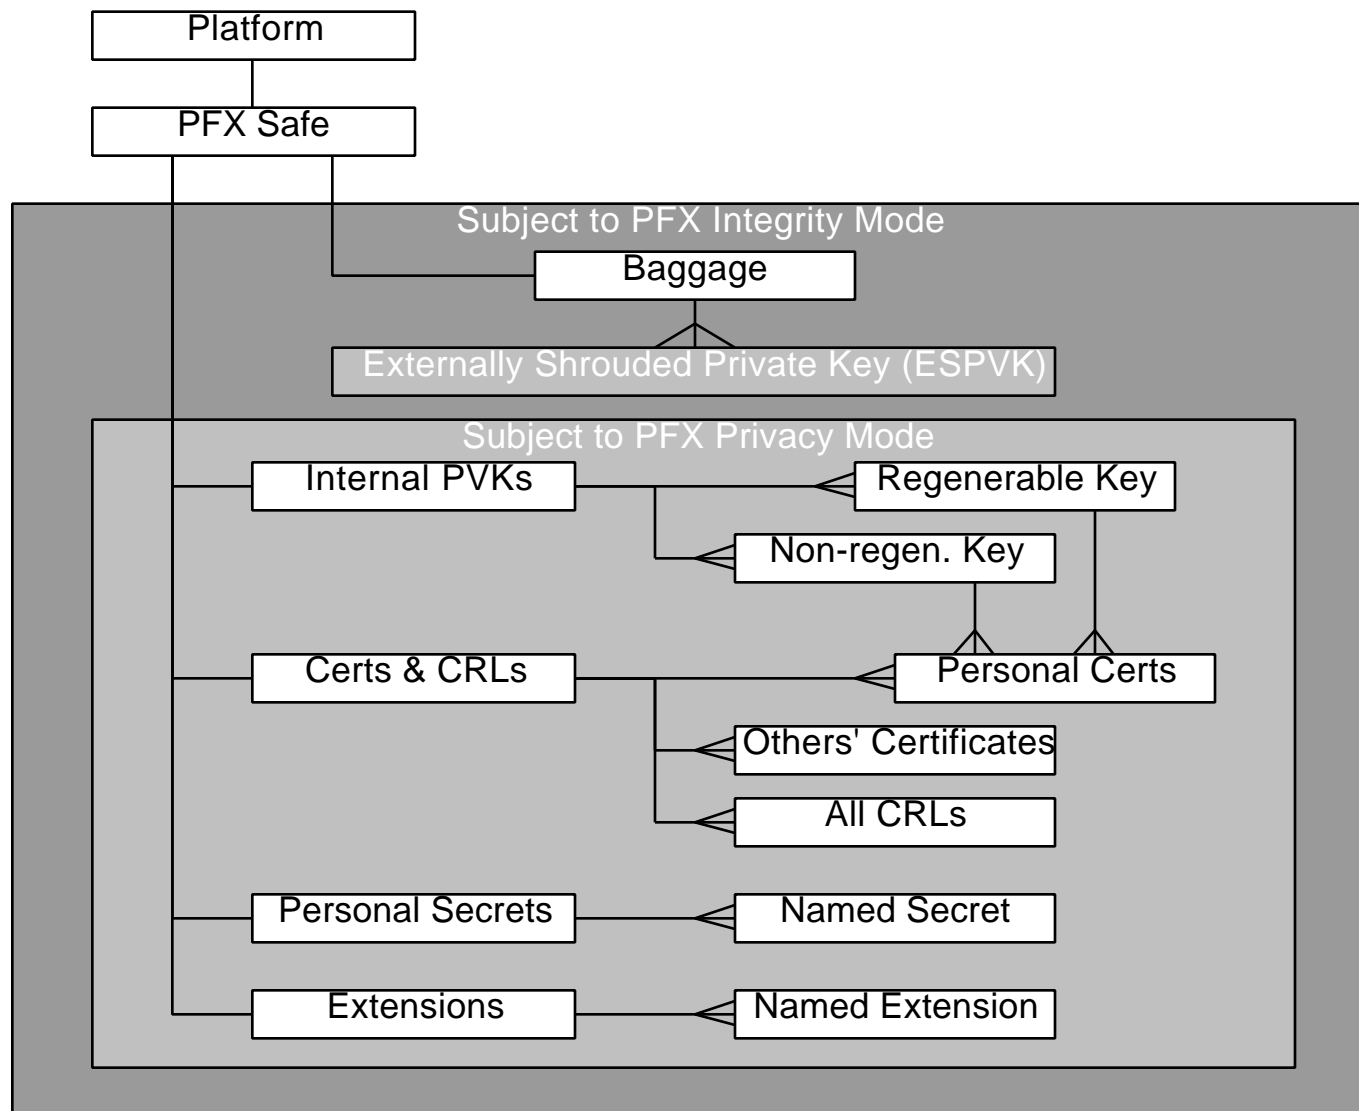 Platform
PFX Safe
Subject to PFX Integrity Mode
Baggage
Externally Shrouded Private Key (ESPVK)
Subject to PFX Privacy Mode
Internal PVKs
Regenerable Key
Non-regen. Key
Certs & CRLs
Personal Certs
Others' Certificates
All CRLs
Personal Secrets
Named Secret
Extensions
Named Extension